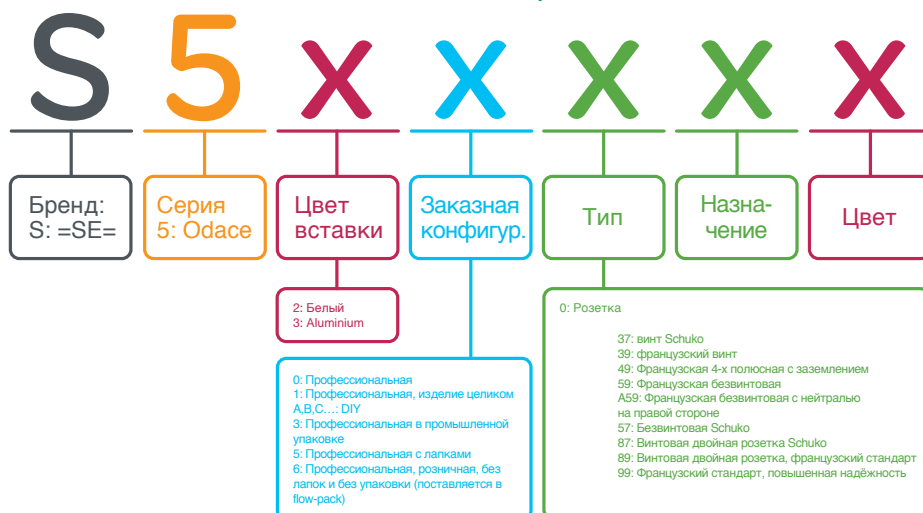 S 5 X X X X X
Бренд:
S: =SE=
Серия
5: Odace
Цвет
вставки
Заказная
конфигур.
Тип
Назна-
чение
Цвет
2: Белый
3: Aluminium
0: Профессиональная
1: Профессиональная, изделие целиком
A,B,C…: DIY
3: Профессиональная в промышленной
упаковке
5: Профессиональная с лапками
6: Профессиональная, розничная, без
лапок и без упаковки (поставляется в
flow-pack)
0: Розетка
37: винт Schuko
39: французский винт
49: Французская 4-х полюсная с заземлением
59: Французская безвинтовая
A59: Французская безвинтовая с нейтралью
на правой стороне
57: Безвинтовая Schuko
87: Винтовая двойная розетка Schuko
89: Винтовая двойная розетка, французский стандарт
99: Французский стандарт, повышенная надёжность